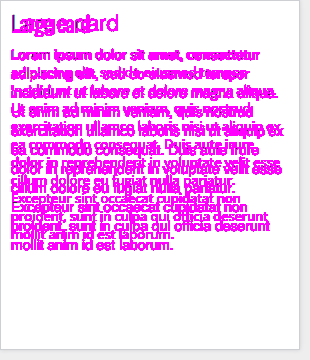 Large card
Lorem ipsum dolor sit amet, consectetur
adipiscing elit, sed do eiusmod tempor
incididunt ut labore et dolore magna aliqua.
Ut enim ad minim veniam, quis nostrud
exercitation ullamco laboris nisi ut aliquip ex
ea commodo consequat. Duis aute irure
dolor in reprehenderit in voluptate velit esse
cillum dolore eu fugiat nulla pariatur.
Excepteur sint occaecat cupidatat non
proident, sunt in culpa qui officia deserunt
mollit anim id est laborum.